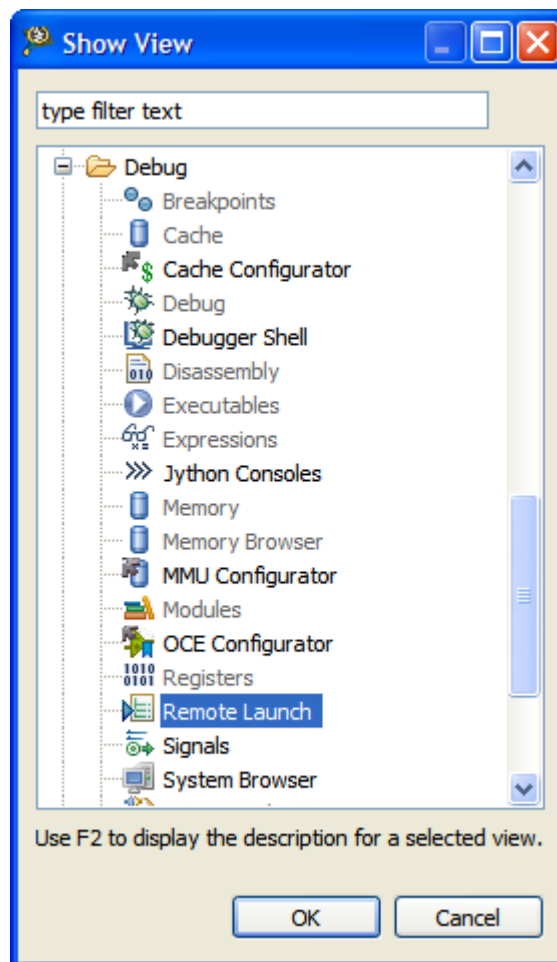 Show View
type filter text
Debug
Breakpoints
Cache
Cache Configurator
Debug
Debugger Shell
Disassembly
Executables
Expressions
Jython Consoles
Memory
Memory Browser
MMU Configurator
Modules
OCE Configurator
Registers
Remote Launch
Signals
System Browser
Use F2 to display the description for a selected view.
OK Cancel